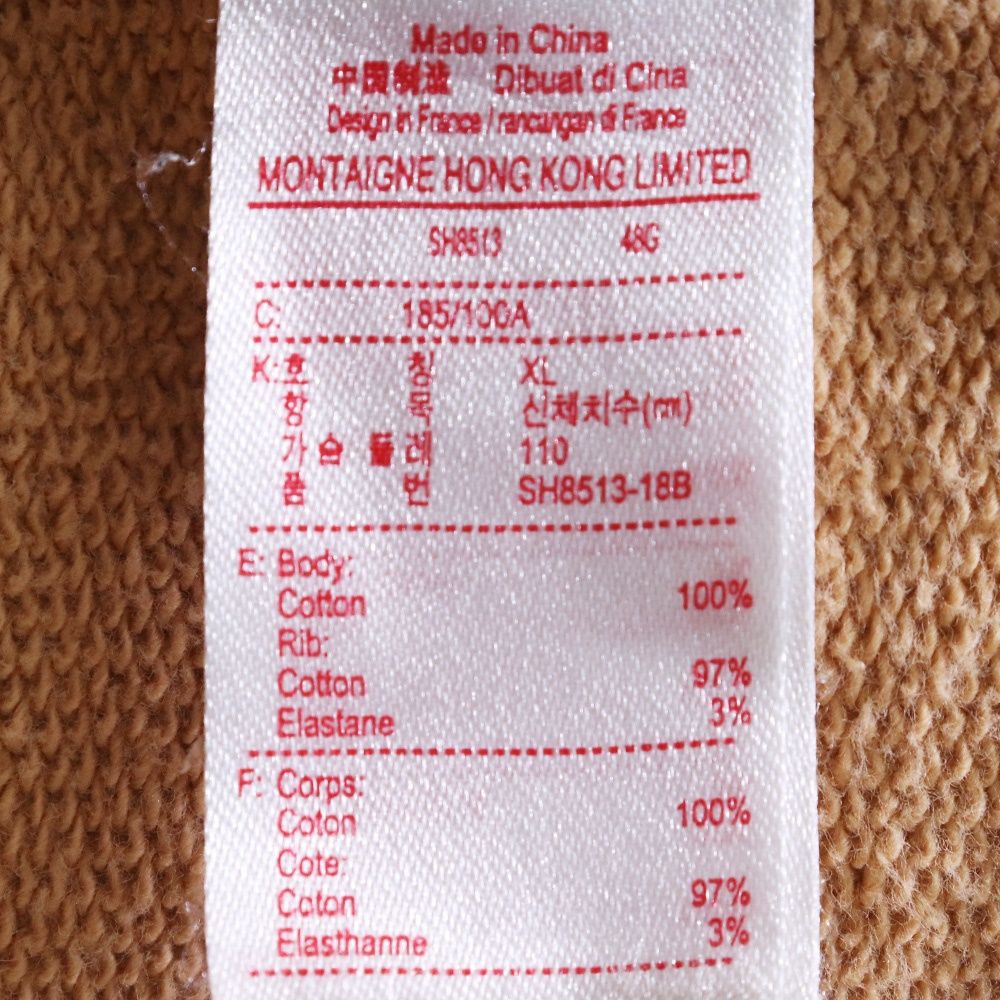 Made in China
中国制造 Dibuat di Cina
Design in France / rancangan di France
MONTAIGNE HONG KONG LIMITED
SH8513 48G
C: 185/100A
K: 호 칭 XL
항 목 신체치수(cm)
가 슴 둘 레 110
품 번 SH8513-18B
E: Body:
Cotton 100%
Rib:
Cotton 97%
Elastane 3%
F: Corps:
Coton 100%
Cote:
Coton 97%
Elasthanne 3%